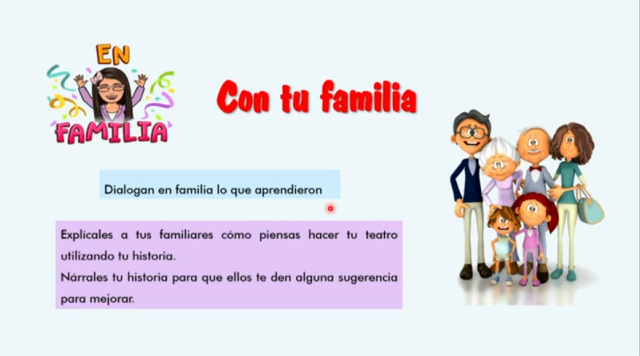 EN
FAMILIA
Con tu familia
Dialogan en familia lo que aprendieron
Explícales a tus familiares cómo piensas hacer tu teatro
utilizando tu historia.
Nárrales tu historia para que ellos te den alguna sugerencia
para mejorar.